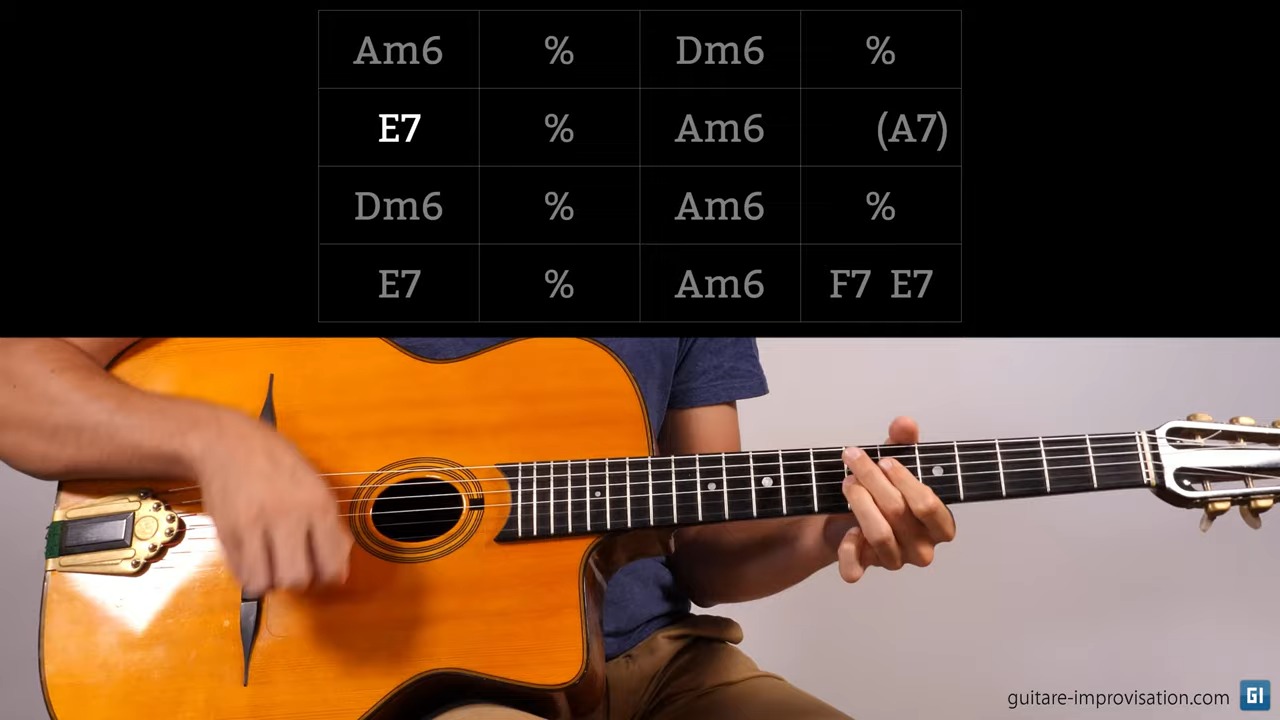 Am6 % Dm6 %
E7 % Am6 (A7)
Dm6 % Am6 %
E7 % Am6 F7 E7
guitare-improvisation.com GI